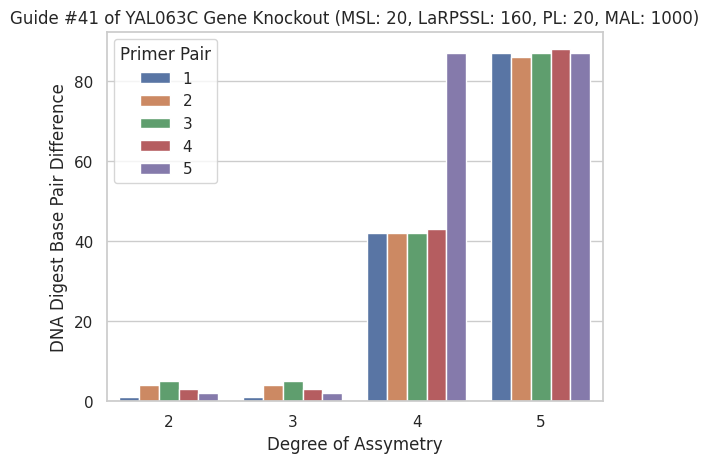 Guide #41 of YAL063C Gene Knockout (MSL: 20, LaRPSSL: 160, PL: 20, MAL: 1000)
Primer Pair
1
2
3
4
5
DNA Digest Base Pair Difference
80
60
40
20
0
2 3 4 5
Degree of Assymetry